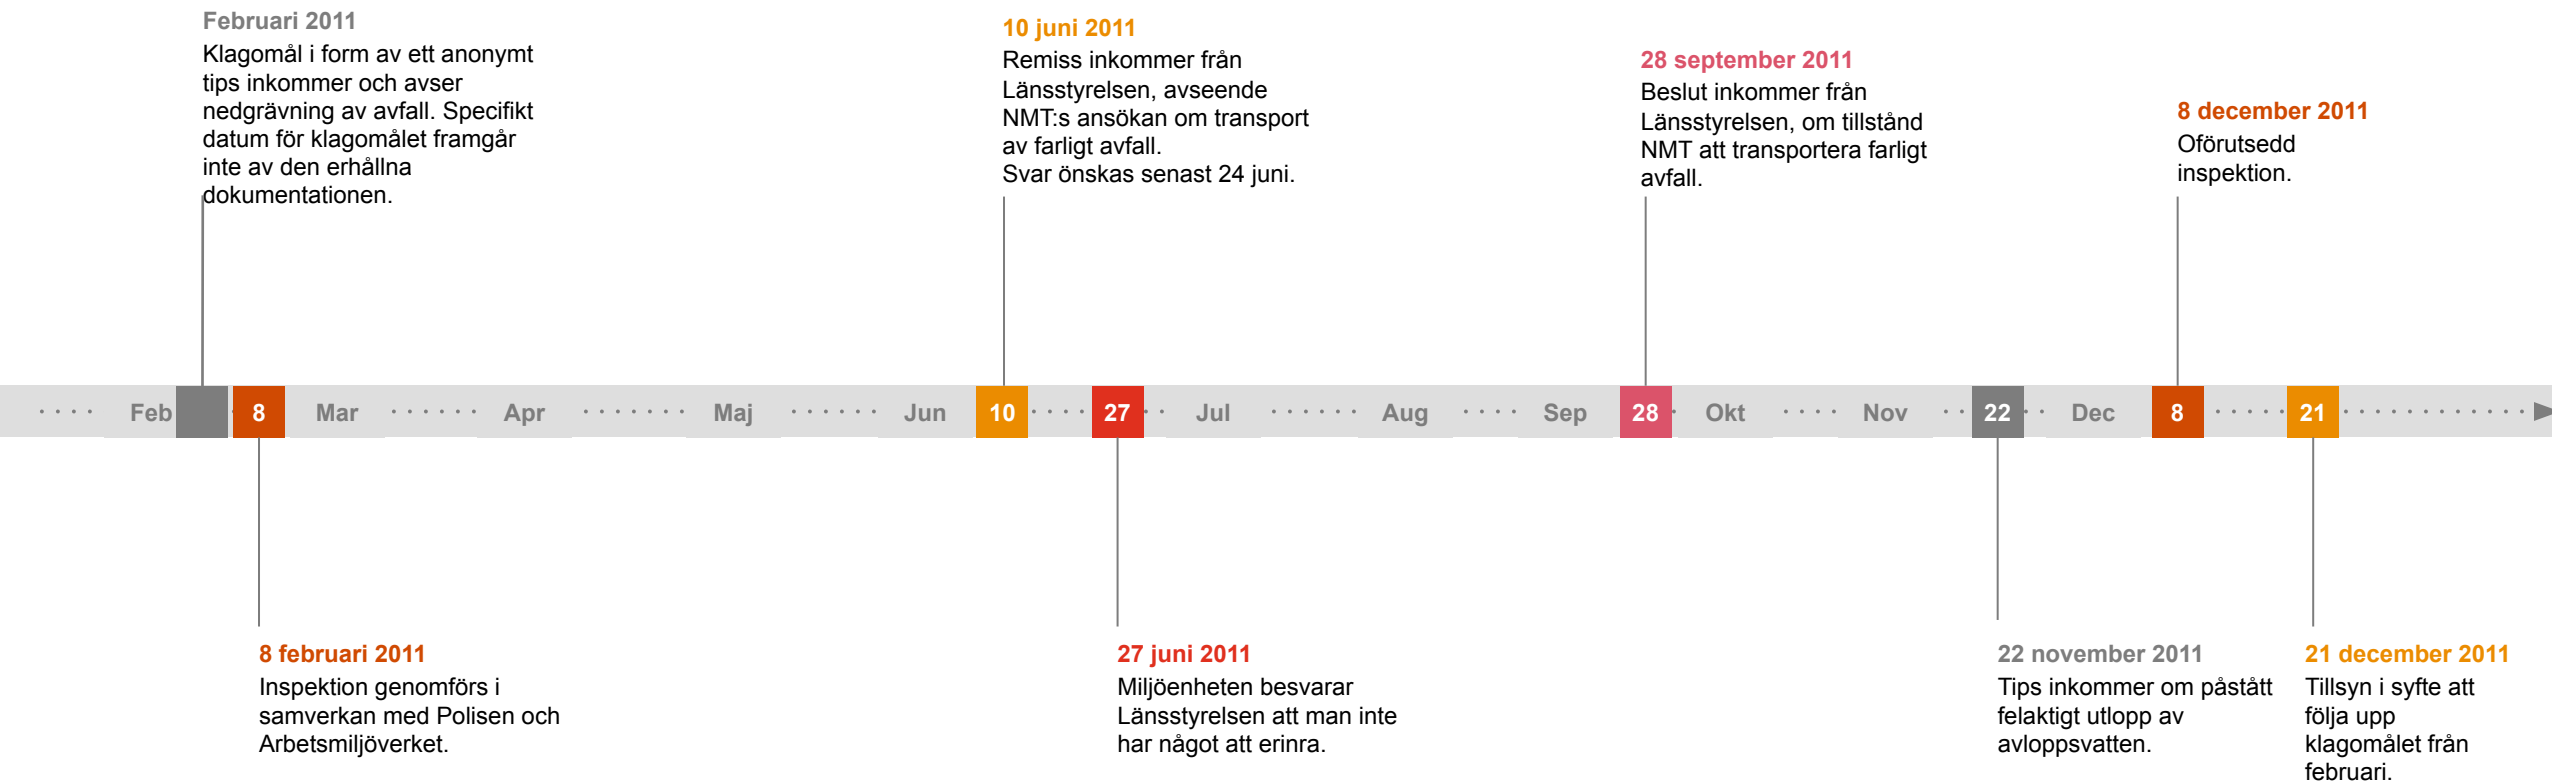 Februari 2011
Klagomål i form av ett anonymt
tips inkommer och avser
nedgrävning av avfall. Specifikt
datum för klagomålet framgår
inte av den erhållna
dokumentationen.
10 juni 2011
Remiss inkommer från
Länsstyrelsen, avseende
NMT:s ansökan om transport
av farligt avfall.
Svar önskas senast 24 juni.
28 september 2011
Beslut inkommer från
Länsstyrelsen, om tillstånd
NMT att transportera farligt
avfall.
8 december 2011
Oförutsedd
inspektion.
Feb 8 Mar Apr Maj Jun 10 27 Jul Aug Sep 28 Okt Nov 22 Dec 8 21
8 februari 2011
Inspektion genomförs i
samverkan med Polisen och
Arbetsmiljöverket.
27 juni 2011
Miljöenheten besvarar
Länsstyrelsen att man inte
har något att erinra.
22 november 2011
Tips inkommer om påstått
felaktigt utlopp av
avloppsvatten.
21 december 2011
Tillsyn i syfte att
följa upp
klagomålet från
februari.